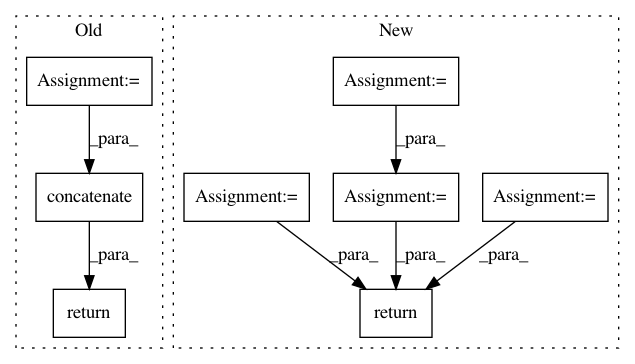 Old
New
Assignment:=
Assignment:=
_para_
_para_
concatenate
Assignment:=
Assignment:=
Assignment:=
_para_
_para_
_para_
_para_
return
return